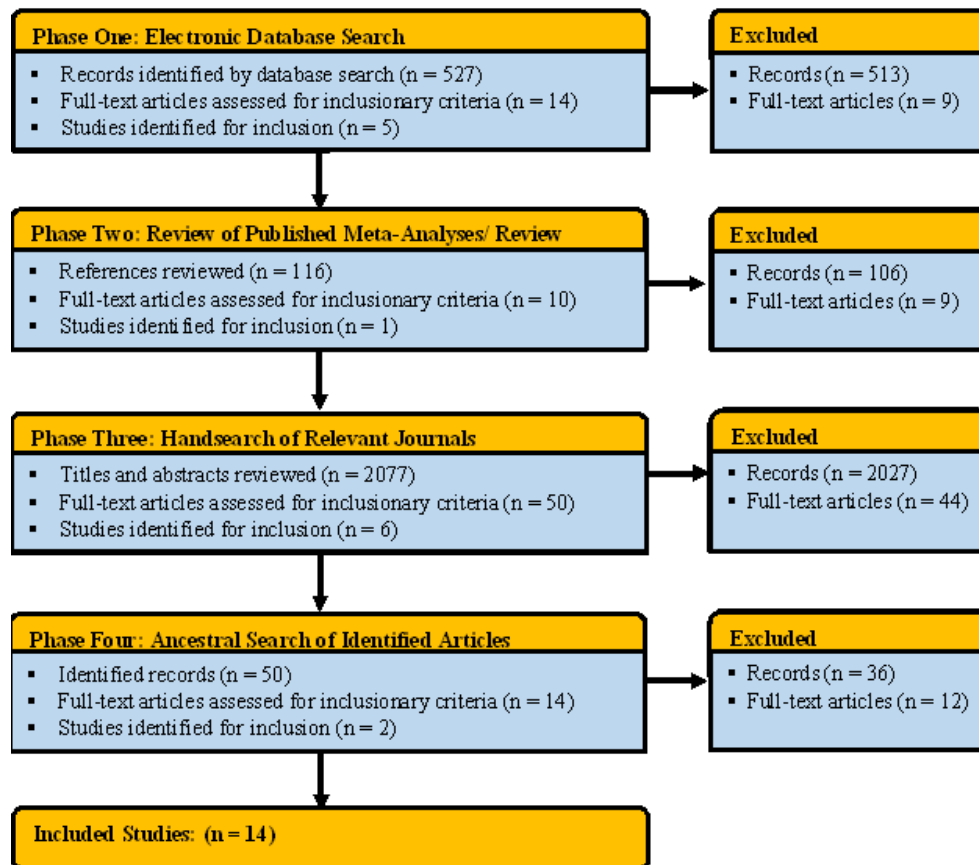 Phase One: Electronic Database Search
▪ Records identified by database search (n = 527)
▪ Full-text articles assessed for inclusionary criteria (n = 14)
▪ Studies identified for inclusion (n = 5)
Excluded
▪ Records (n = 513)
▪ Full-text articles (n = 9)
Phase Two: Review of Published Meta-Analyses/ Review
▪ References reviewed (n = 116)
▪ Full-text articles assessed for inclusionary criteria (n = 10)
▪ Studies identified for inclusion (n = 1)
Excluded
▪ Records (n = 106)
▪ Full-text articles (n = 9)
Phase Three: Handsearch of Relevant Journals
▪ Titles and abstracts reviewed (n = 2077)
▪ Full-text articles assessed for inclusionary criteria (n = 50)
▪ Studies identified for inclusion (n = 6)
Excluded
▪ Records (n = 2027)
▪ Full-text articles (n = 44)
Phase Four: Ancestral Search of Identified Articles
▪ Identified records (n = 50)
▪ Full-text articles assessed for inclusionary criteria (n = 14)
▪ Studies identified for inclusion (n = 2)
Excluded
▪ Records (n = 36)
▪ Full-text articles (n = 12)
Included Studies: (n = 14)